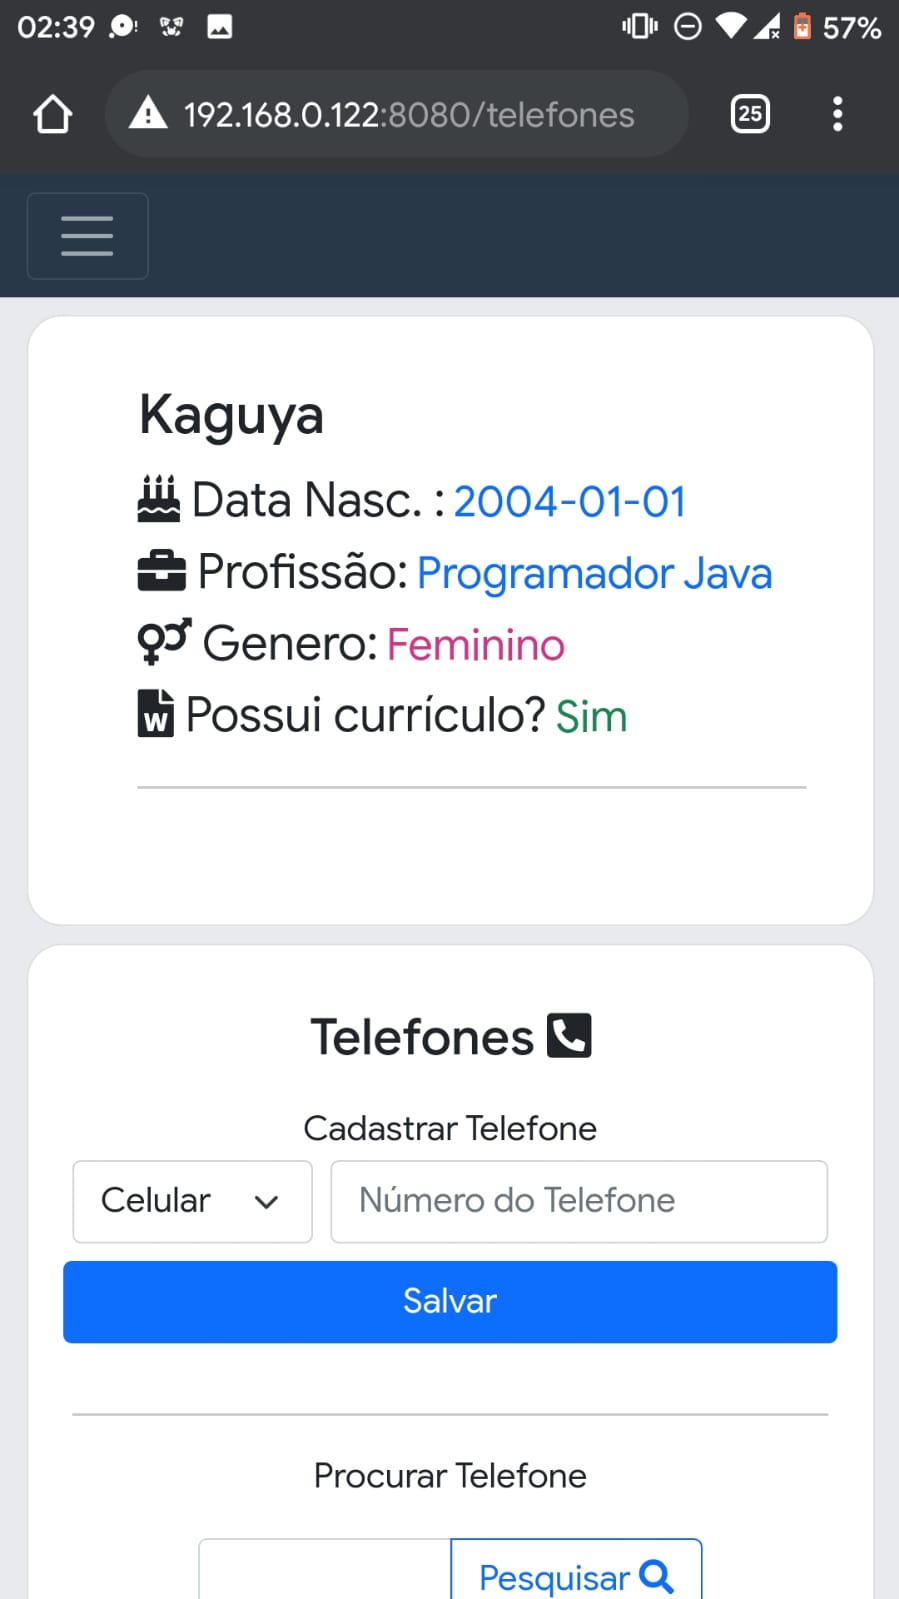 02:39 57%
192.168.0.122:8080/telefones 25
Kaguya
Data Nasc. : 2004-01-01
Profissão: Programador Java
Genero: Feminino
W Possui currículo? Sim
Telefones
Cadastrar Telefone
Celular Número do Telefone
Salvar
Procurar Telefone
Pesquisar